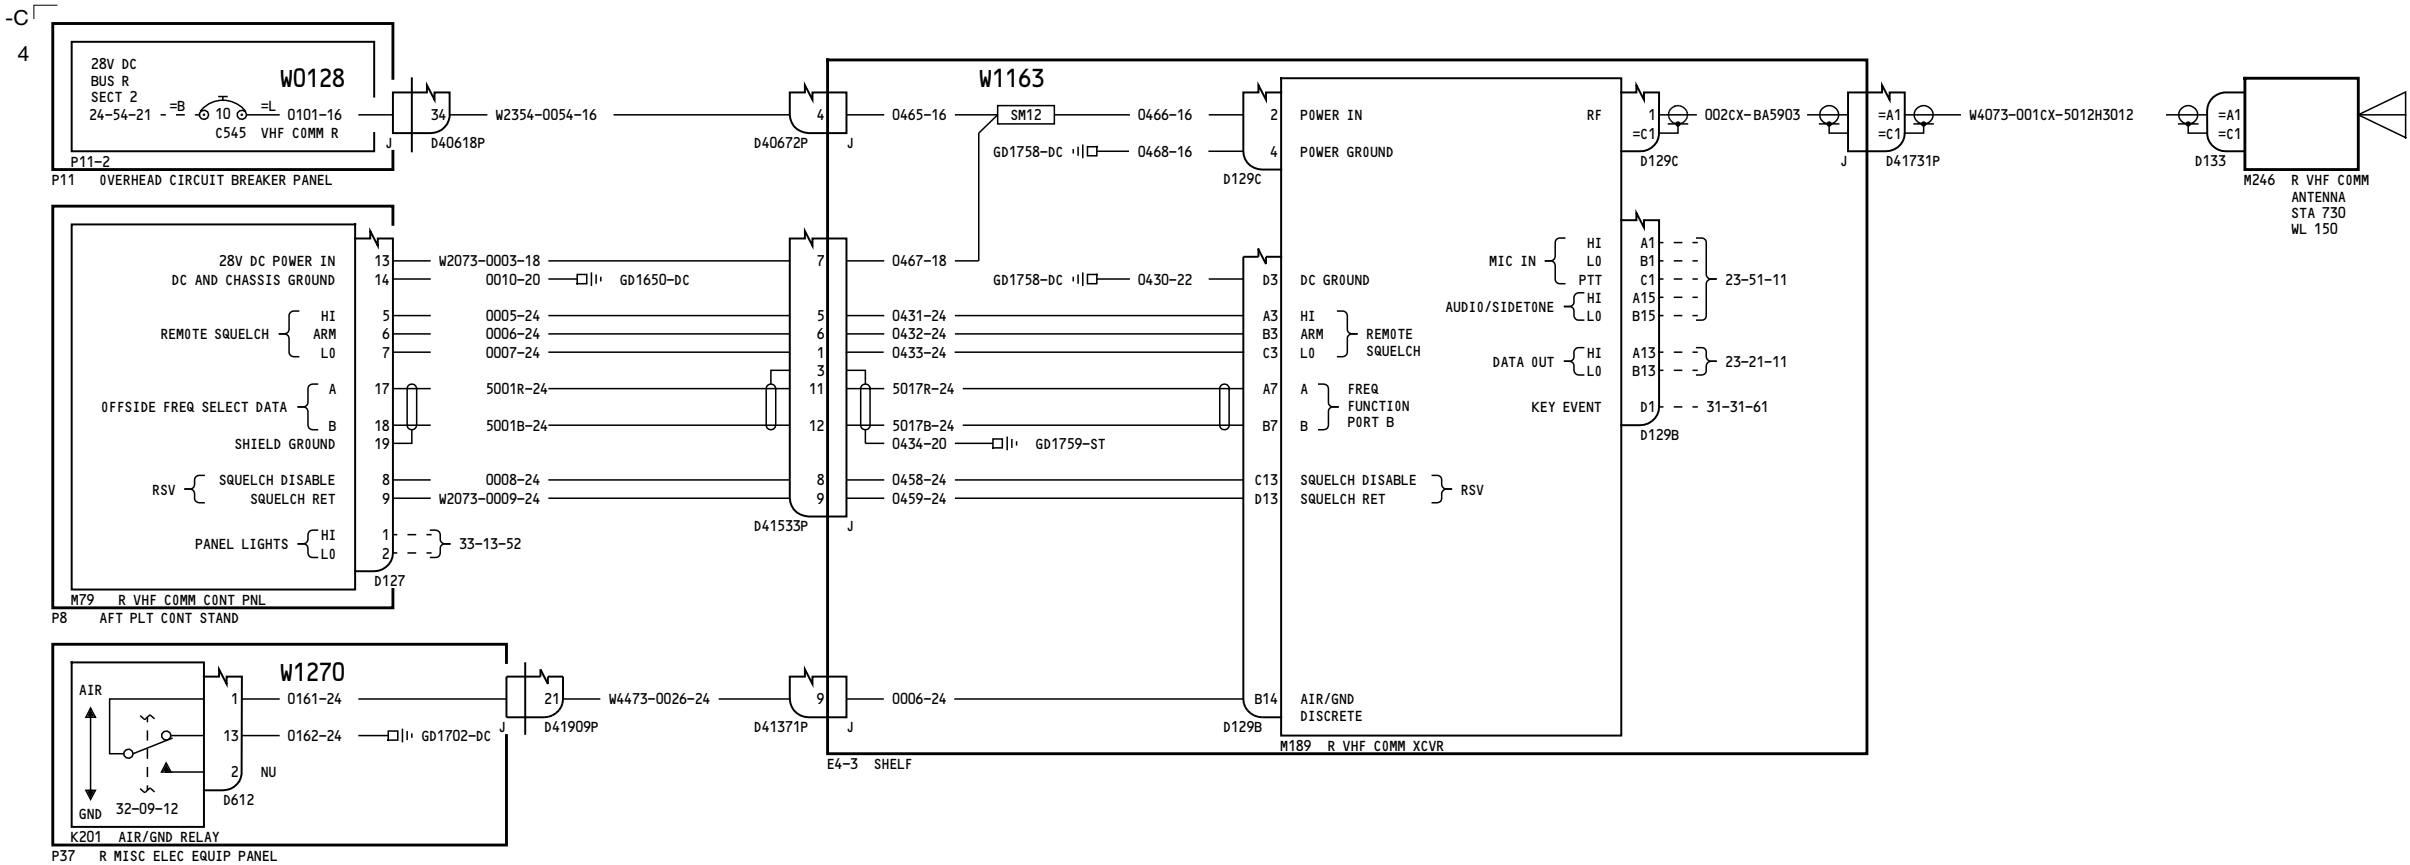 -C
4
28V DC
BUS R
SECT 2
24-54-21
=B
10
=L
0101-16
C545 VHF COMM R
W0128
P11-2
P11 OVERHEAD CIRCUIT BREAKER PANEL
J
34
D40618P
W2354-0054-16
4
D40672P
J
W1163
0465-16
SM12
0466-16
2
POWER IN
GD1758-DC
0468-16
4
POWER GROUND
D129C
RF
1
=C1
D129C
002CX-BA5903
=A1
=C1
J
D41731P
W4073-001CX-5012H3012
=A1
=C1
D133
M246 R VHF COMM
ANTENNA
STA 730
WL 150
28V DC POWER IN
13
W2073-0003-18
7
0467-18
DC AND CHASSIS GROUND
14
0010-20
GD1650-DC
GD1758-DC
0430-22
D3
DC GROUND
REMOTE SQUELCH
HI
5
0005-24
5
0431-24
A3
HI
ARM
6
0006-24
6
0432-24
B3
ARM
REMOTE
SQUELCH
LO
7
0007-24
1
0433-24
C3
LO
3
OFFSIDE FREQ SELECT DATA
A
17
5001R-24
11
5017R-24
A7
A
FREQ
FUNCTION
PORT B
B
18
5001B-24
12
5017B-24
B7
B
SHIELD GROUND
19
0434-20
GD1759-ST
RSV
SQUELCH DISABLE
8
0008-24
8
0458-24
C13
SQUELCH DISABLE
RSV
SQUELCH RET
9
W2073-0009-24
9
0459-24
D13
SQUELCH RET
D41533P
J
PANEL LIGHTS
HI
1
LO
2
33-13-52
D127
M79 R VHF COMM CONT PNL
P8 AFT PLT CONT STAND
MIC IN
HI
A1
LO
B1
PTT
C1
23-51-11
AUDIO/SIDETONE
HI
A15
LO
B15
DATA OUT
HI
A13
LO
B13
23-21-11
KEY EVENT
D1
31-31-61
D129B
W1270
AIR
GND
32-09-12
1
0161-24
13
0162-24
GD1702-DC
2
NU
D612
K201 AIR/GND RELAY
P37 R MISC ELEC EQUIP PANEL
J
21
D41909P
W4473-0026-24
9
D41371P
J
0006-24
B14
AIR/GND
DISCRETE
D129B
M189 R VHF COMM XCVR
E4-3 SHELF